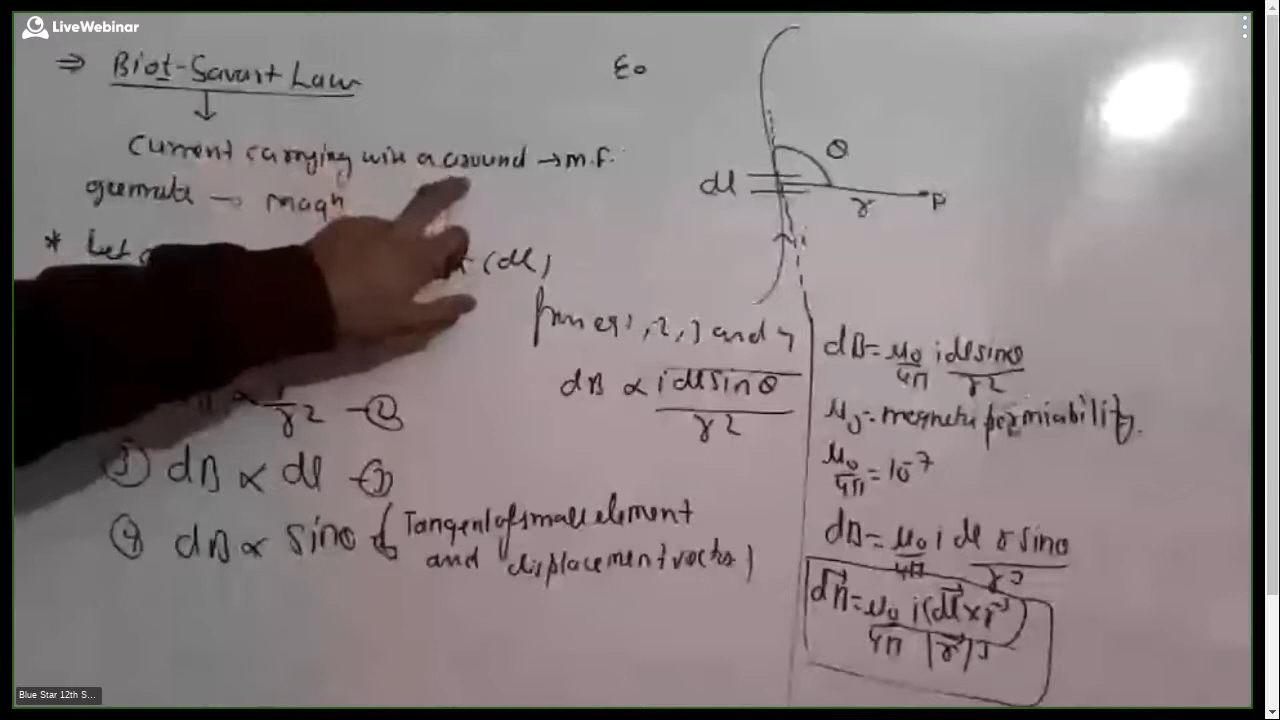 LiveWebinar
⇒ Biot-Savart Law
ε0
↓
Current carrying wire a around → m.F.
generate → magn
* Let
(dl)
θ
dl
r
P
i
from eq 1, 2, 3 and 4
dB ∝ i dl sin θ / r2
∝ 1 / r2 - ②
③ dB ∝ dl - ③
④ dB ∝ sinθ { Tangent of small element
and displacement vector )
dB = μ0/4π i dl sinθ / r2
μ0 = magnetic permiability.
μ0/4π = 10-7
dB = μ0/4π i dl r sinθ / r3
dB = μ0/4π i(dl x r) / |r|3
Blue Star 12th S...